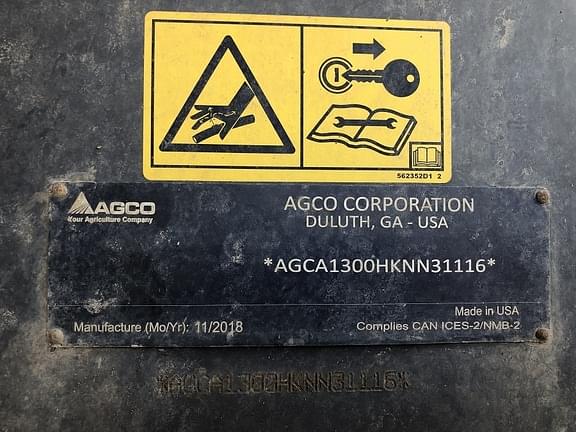 562352D1 2
AGCO
Your Agriculture Company
AGCO CORPORATION
DULUTH, GA - USA
*AGCA1300HKNN31116*
Made in USA
Manufacture (Mo/Yr): 11/2018
Complies CAN ICES-2/NMB-2
*AGCA1300HKNN31116*